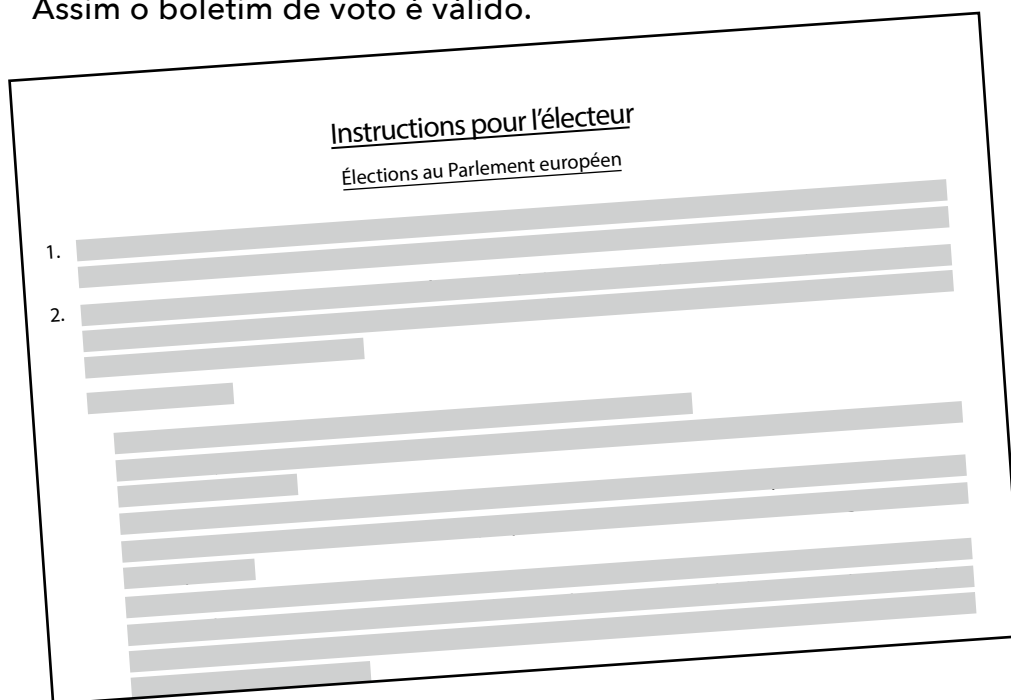 Assim o boletim de voto é válido.
Instructions pour l'électeur
Élections au Parlement européen
1.
2.